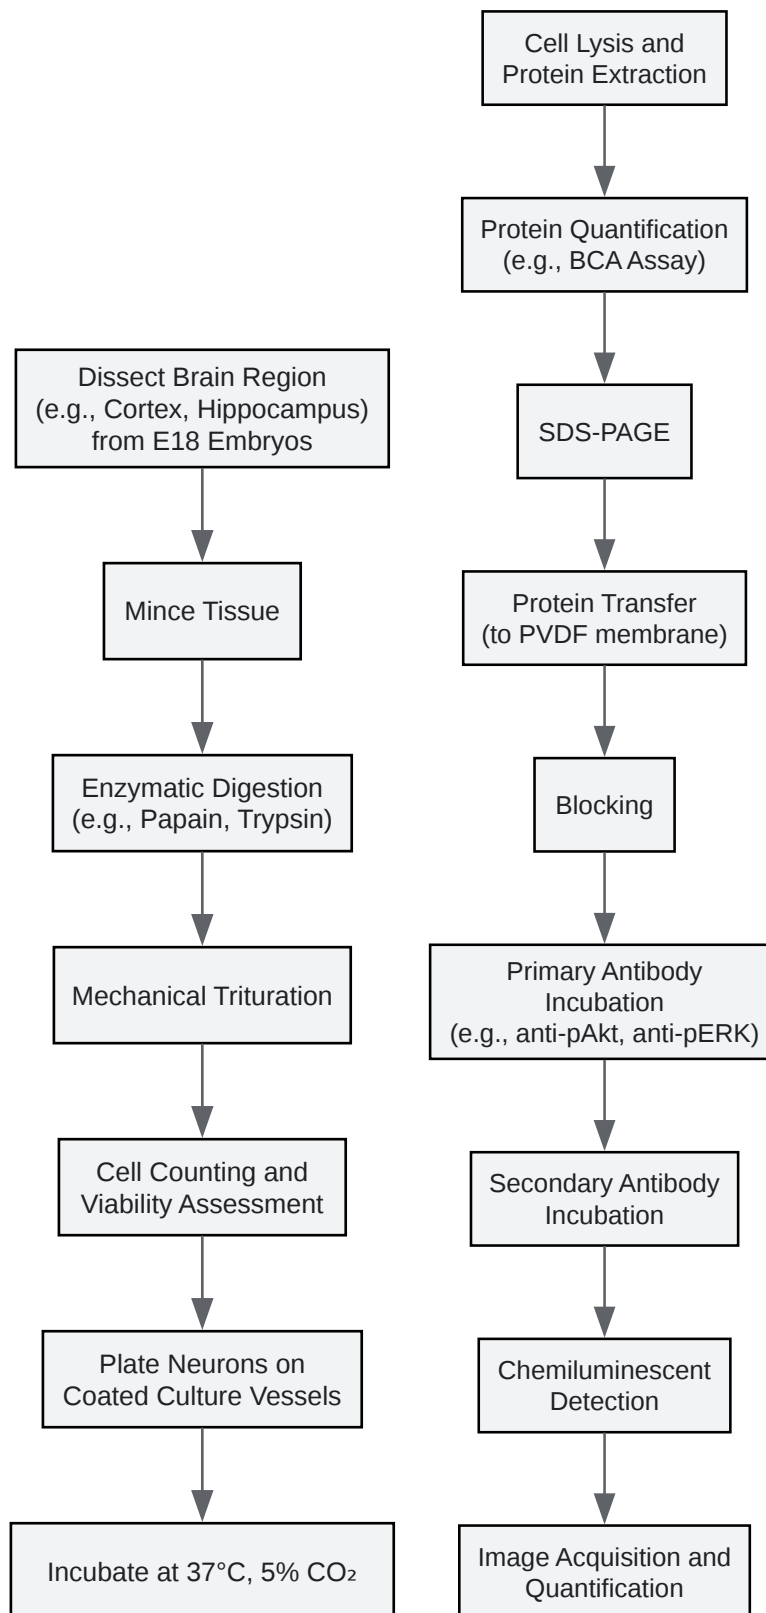 Cell Lysis and
Protein Extraction
Protein Quantification
(e.g., BCA Assay)
SDS-PAGE
Protein Transfer
(to PVDF membrane)
Blocking
Primary Antibody
Incubation
(e.g., anti-pAkt, anti-pERK)
Secondary Antibody
Incubation
Chemiluminescent
Detection
Image Acquisition and
Quantification
Dissect Brain Region
(e.g., Cortex, Hippocampus)
from E18 Embryos
Mince Tissue
Enzymatic Digestion
(e.g., Papain, Trypsin)
Mechanical Trituration
Cell Counting and
Viability Assessment
Plate Neurons on
Coated Culture Vessels
Incubate at 37°C, 5% CO₂